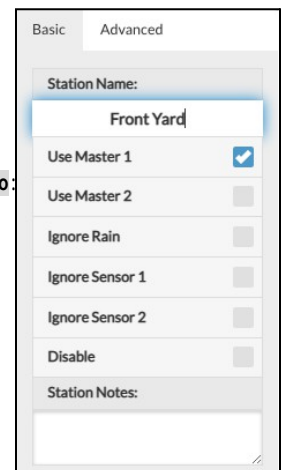 Basic Advanced
Station Name:
Front Yard
Use Master 1
o:
Use Master 2
Ignore Rain
Ignore Sensor 1
Ignore Sensor 2
Disable
Station Notes: